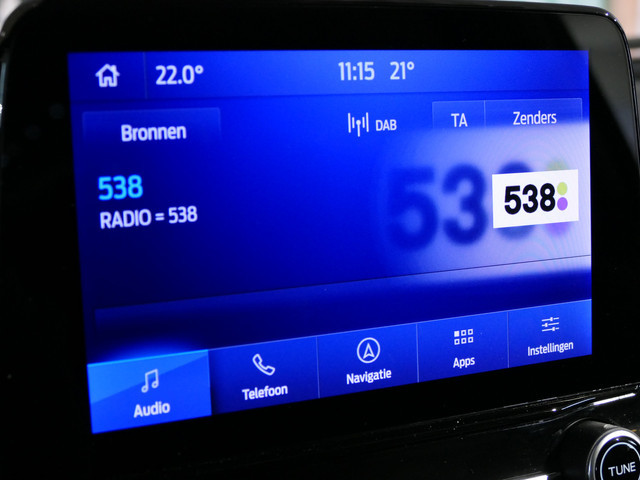 22.0° 11:15 21°
Bronnen DAB TA Zenders
538
RADIO = 538
538
538
Audio Telefoon Navigatie Apps Instellingen
TUNE